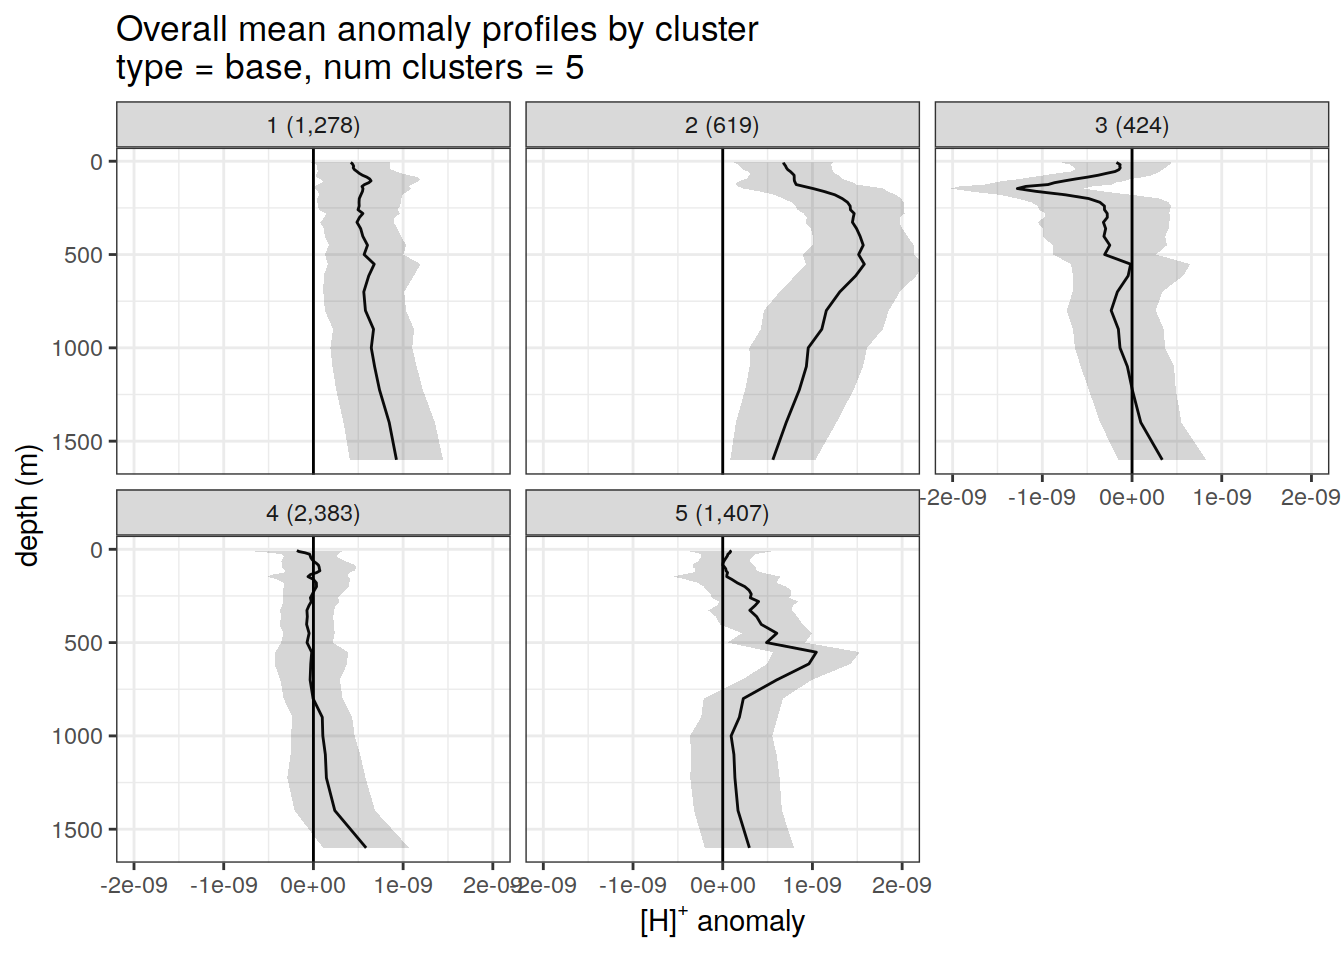 Overall mean anomaly profiles by cluster
type = base, num clusters = 5
1 (1,278)
2 (619)
3 (424)
0
500
1000
1500
-2e-09 -1e-09 0e+00 1e-09 2e-09
4 (2,383)
5 (1,407)
0
500
1000
1500
-2e-09 -1e-09 0e+00 1e-09 2e-09
-2e-09 -1e-09 0e+00 1e-09 2e-09
depth (m)
[H]⁺ anomaly